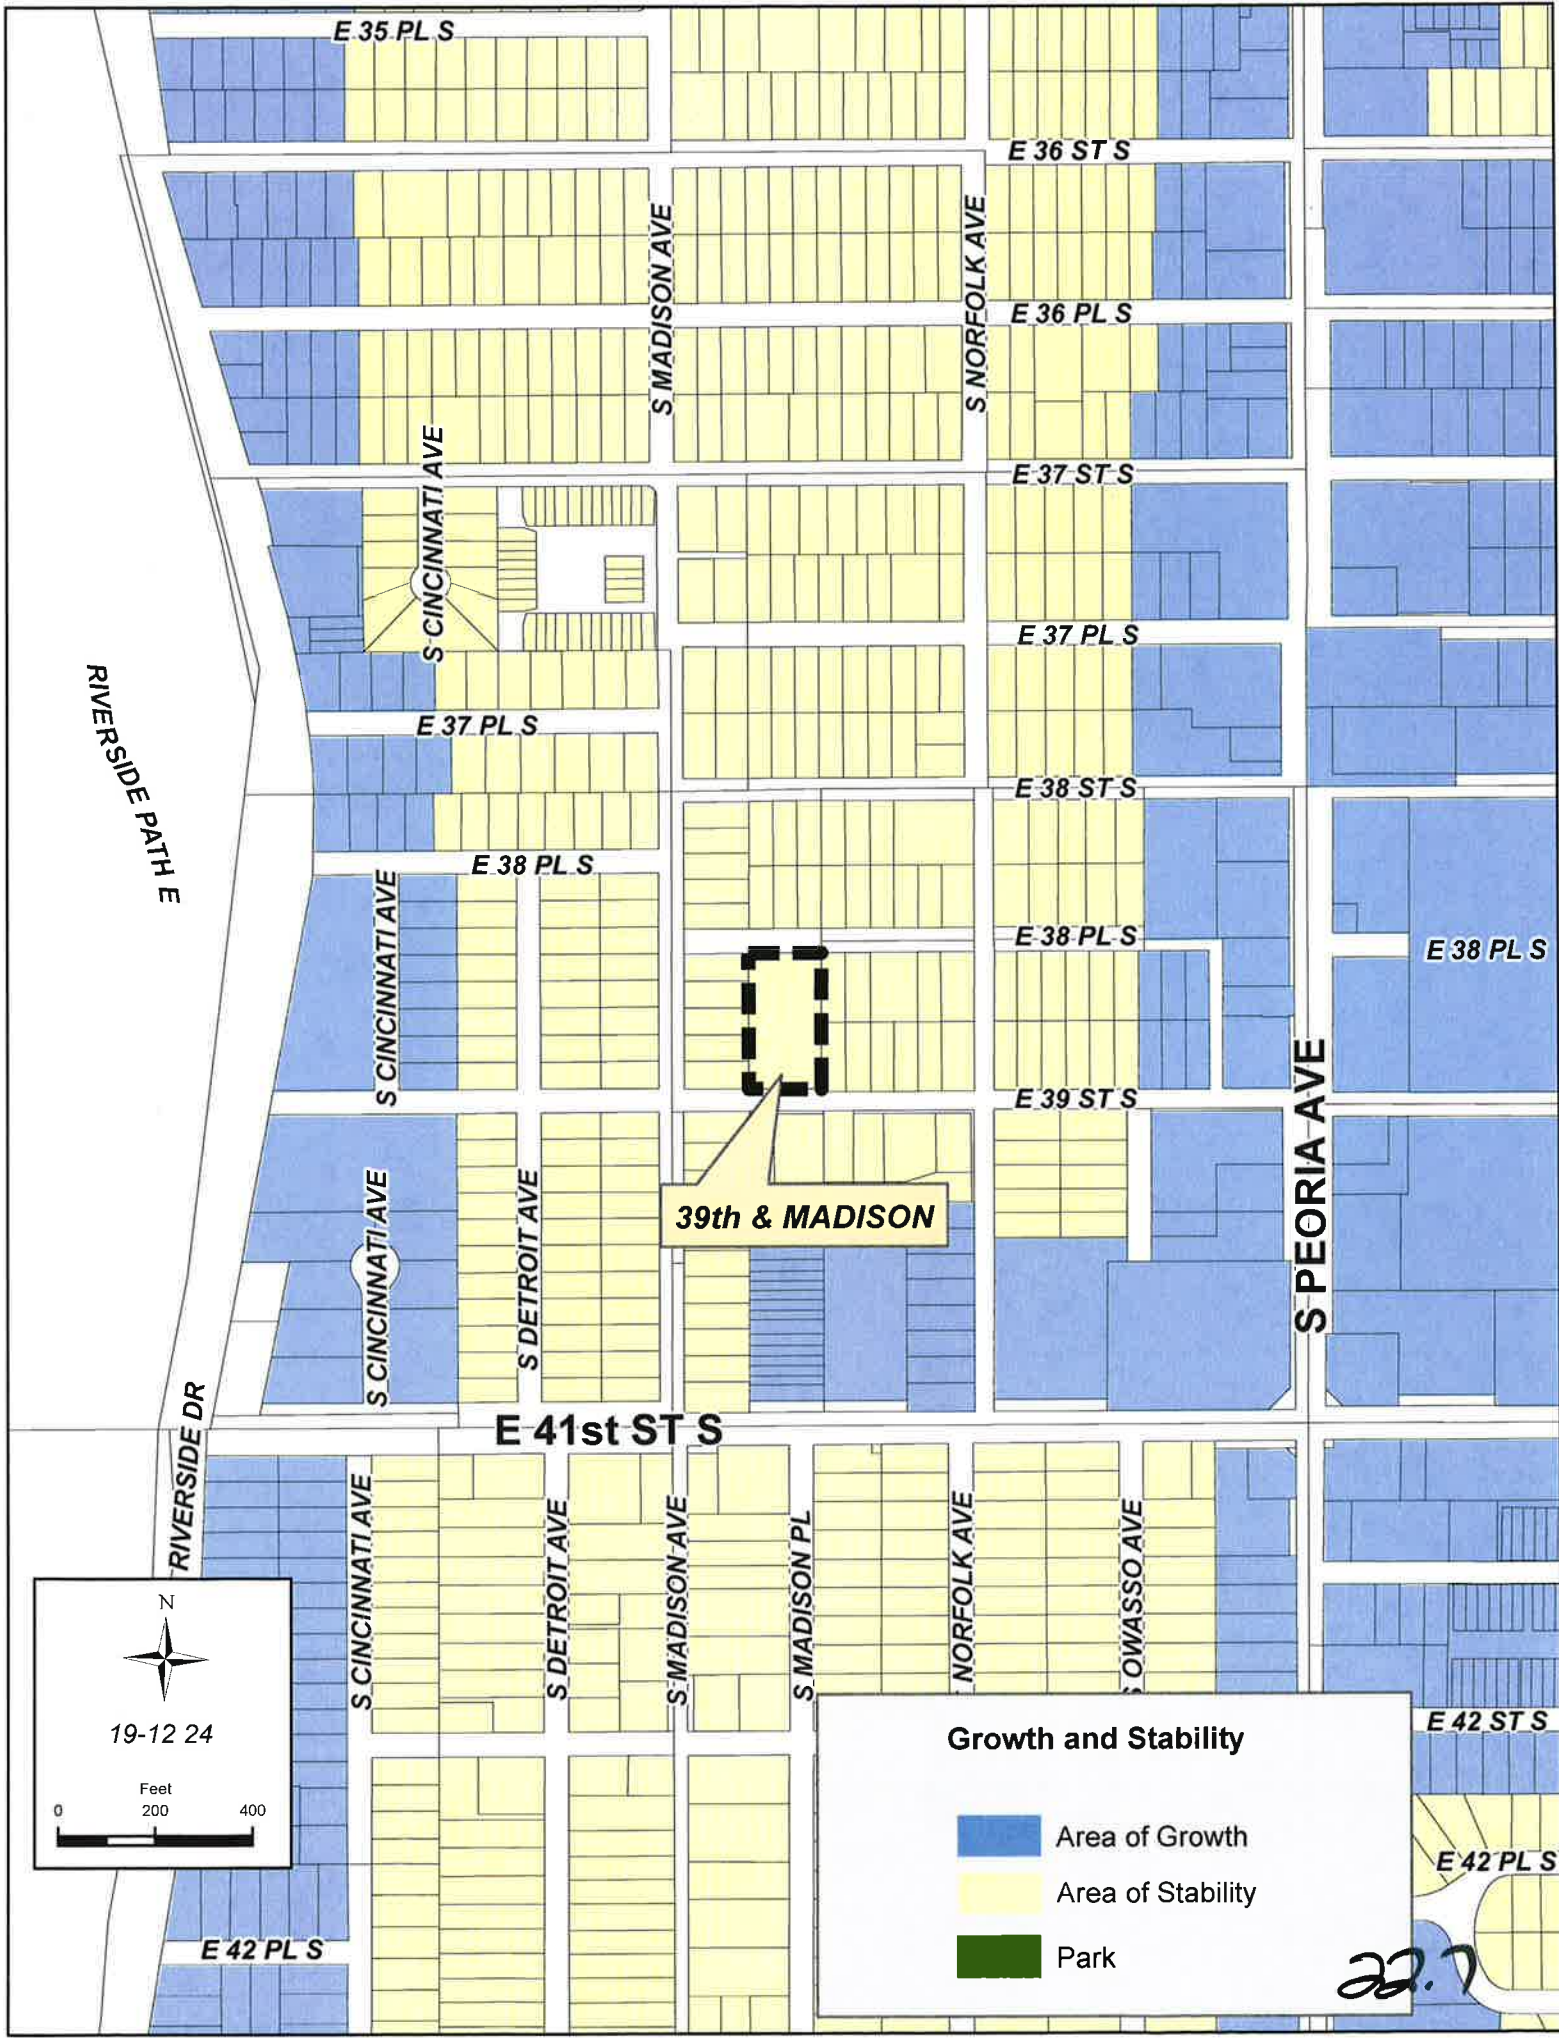 E 35 PL S
E 36 ST S
S MADISON AVE
S NORFOLK AVE
E 36 PL S
S CINCINNATI AVE
E 37 ST S
E 37 PL S
RIVERSIDE PATH E
E 37 PL S
E 38 ST S
E 38 PL S
S CINCINNATI AVE
E 38 PL S
E 38 PL S
E 39 ST S
S PEORIA AVE
S CINCINNATI AVE
S DETROIT AVE
39th & MADISON
RIVERSIDE DR
E 41st ST S
S CINCINNATI AVE
S DETROIT AVE
S MADISON AVE
S MADISON PL
NORFOLK AVE
S OWASSO AVE
N
19-12 24
Feet
0 200 400
E 42 PL S
Growth and Stability
Area of Growth
Area of Stability
Park
E 42 ST S
E 42 PL S
22.7